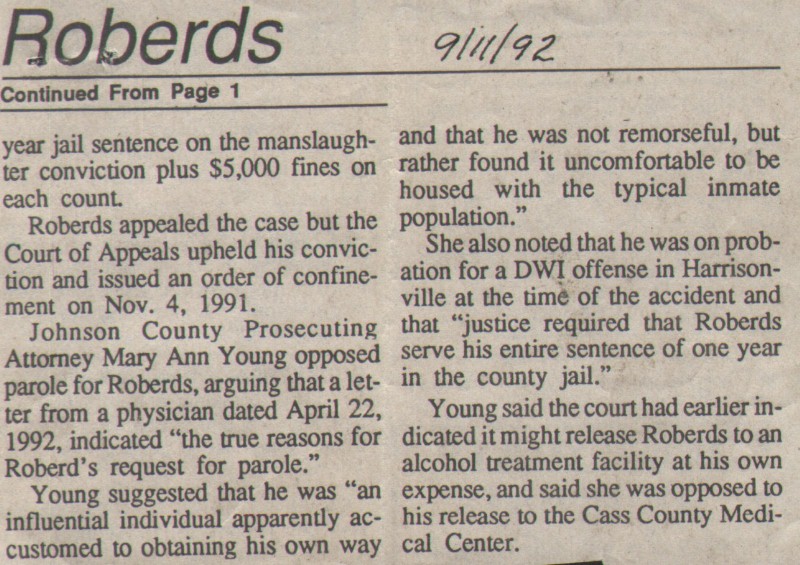 Roberds
9/11/92
Continued From Page 1
year jail sentence on the manslaugh-
ter conviction plus $5,000 fines on
each count.
Roberds appealed the case but the
Court of Appeals upheld his convic-
tion and issued an order of confine-
ment on Nov. 4, 1991.
Johnson County Prosecuting
Attorney Mary Ann Young opposed
parole for Roberds, arguing that a let-
ter from a physician dated April 22,
1992, indicated “the true reasons for
Roberd’s request for parole.”
Young suggested that he was “an
influential individual apparently ac-
customed to obtaining his own way
and that he was not remorseful, but
rather found it uncomfortable to be
housed with the typical inmate
population.”
She also noted that he was on prob-
ation for a DWI offense in Harrison-
ville at the time of the accident and
that “justice required that Roberds
serve his entire sentence of one year
in the county jail.”
Young said the court had earlier in-
dicated it might release Roberds to an
alcohol treatment facility at his own
expense, and said she was opposed to
his release to the Cass County Medi-
cal Center.